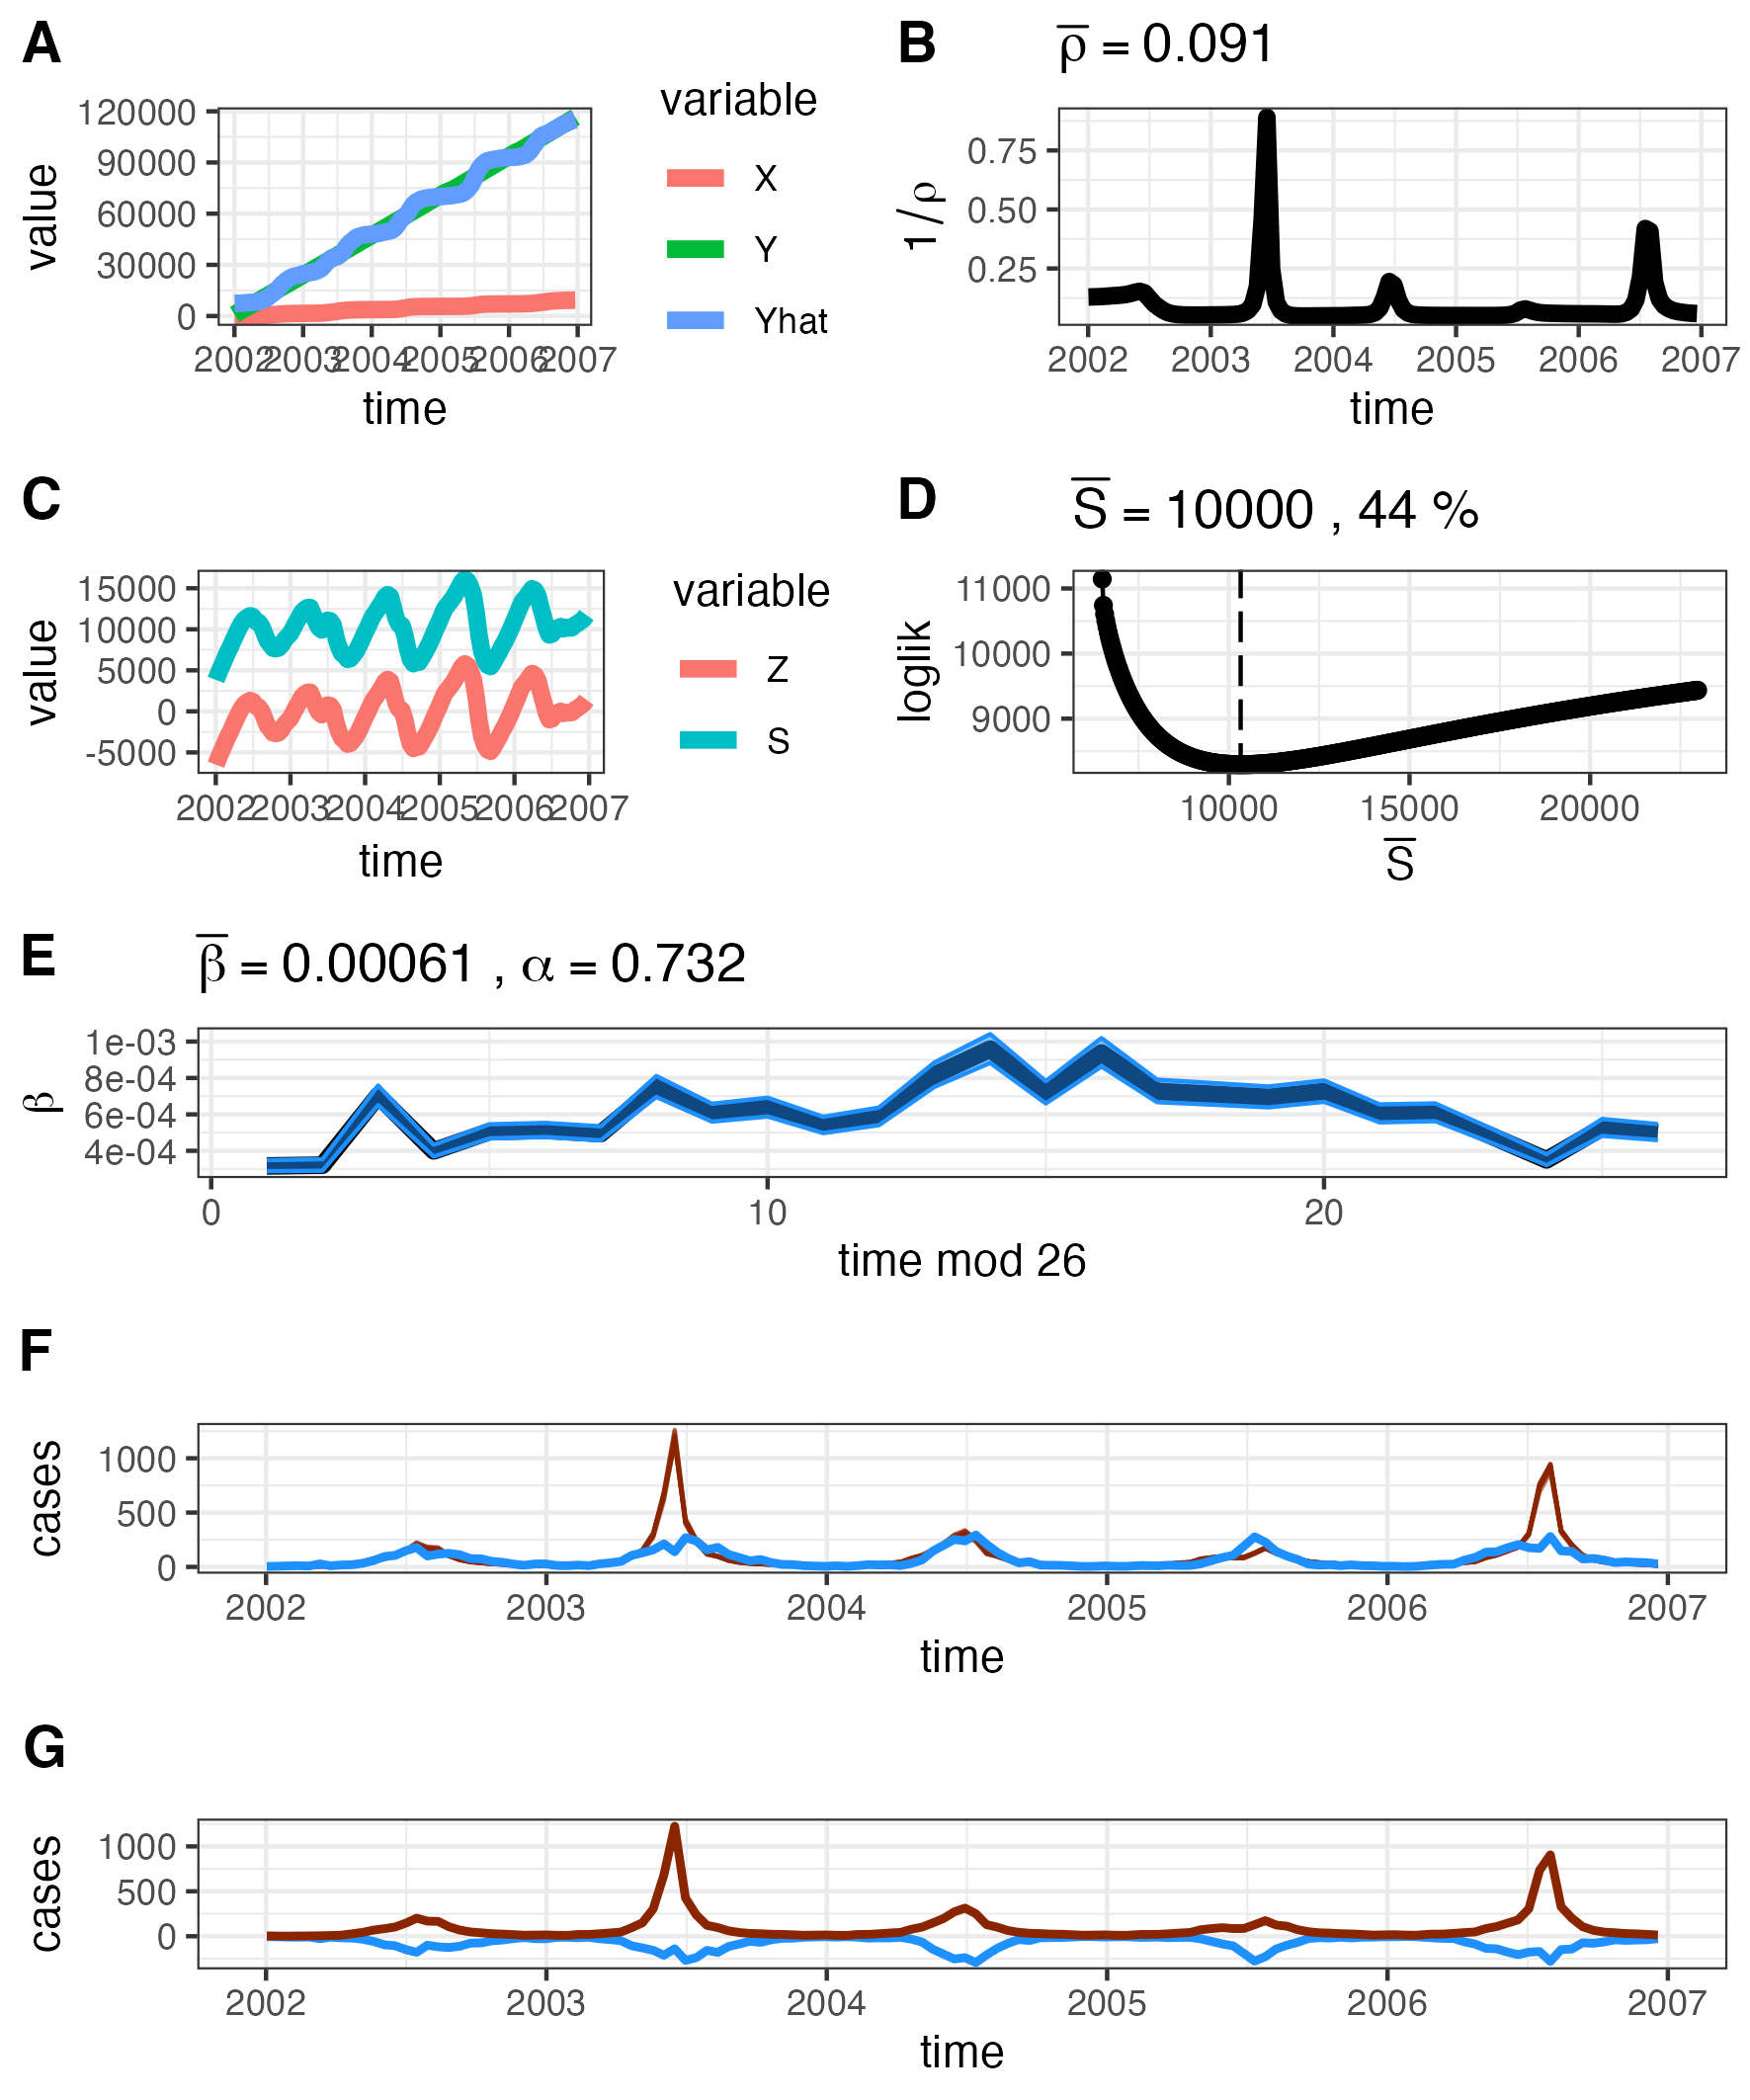 A
variable
X
Y
Yhat
value
120000
90000
60000
30000
0
2002
2003
2004
2005
2006
2007
time
B
ρ̅ = 0.091
1/ρ
0.75
0.50
0.25
2002
2003
2004
2005
2006
2007
time
C
variable
Z
S
value
15000
10000
5000
0
-5000
2002
2003
2004
2005
2006
2007
time
D
S̅ = 10000 , 44 %
loglik
11000
10000
9000
10000
15000
20000
S̅
E
β̅ = 0.00061 , α = 0.732
β
1e-03
8e-04
6e-04
4e-04
0
10
20
time mod 26
F
cases
1000
500
0
2002
2003
2004
2005
2006
2007
time
G
cases
1000
500
0
2002
2003
2004
2005
2006
2007
time